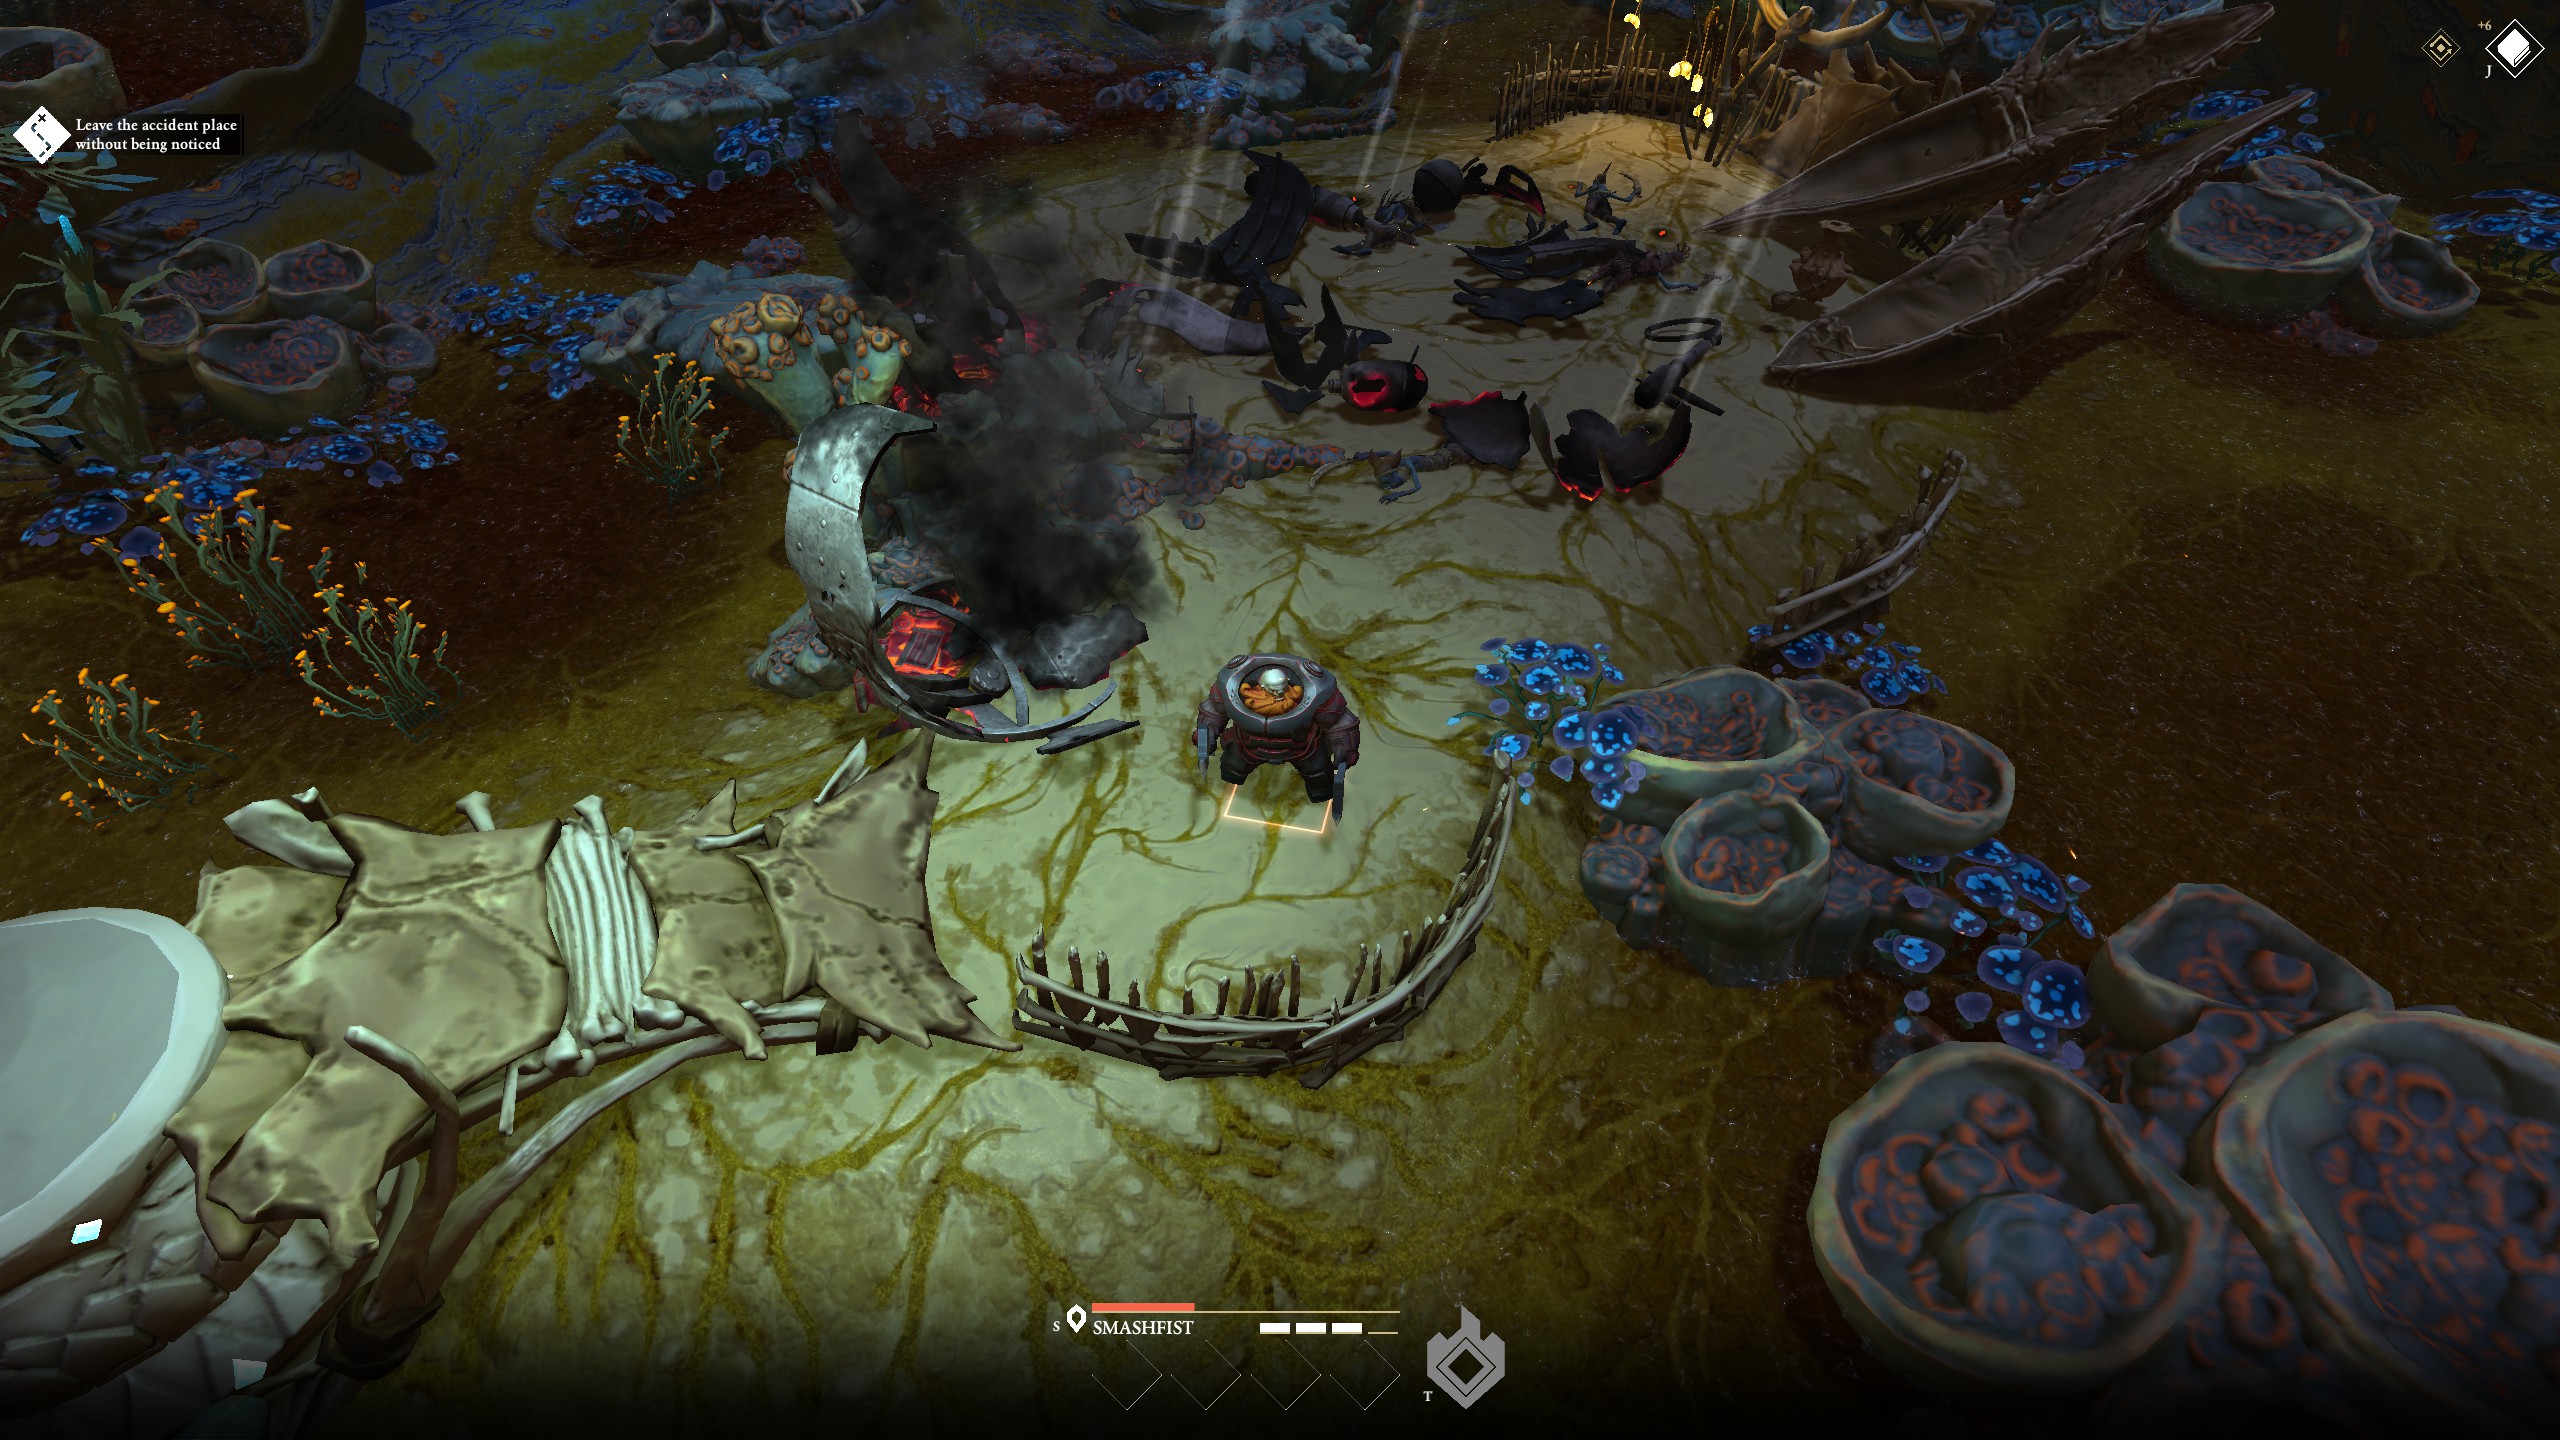 +6
J
Leave the accident place
without being noticed
S
SMASHFIST
T